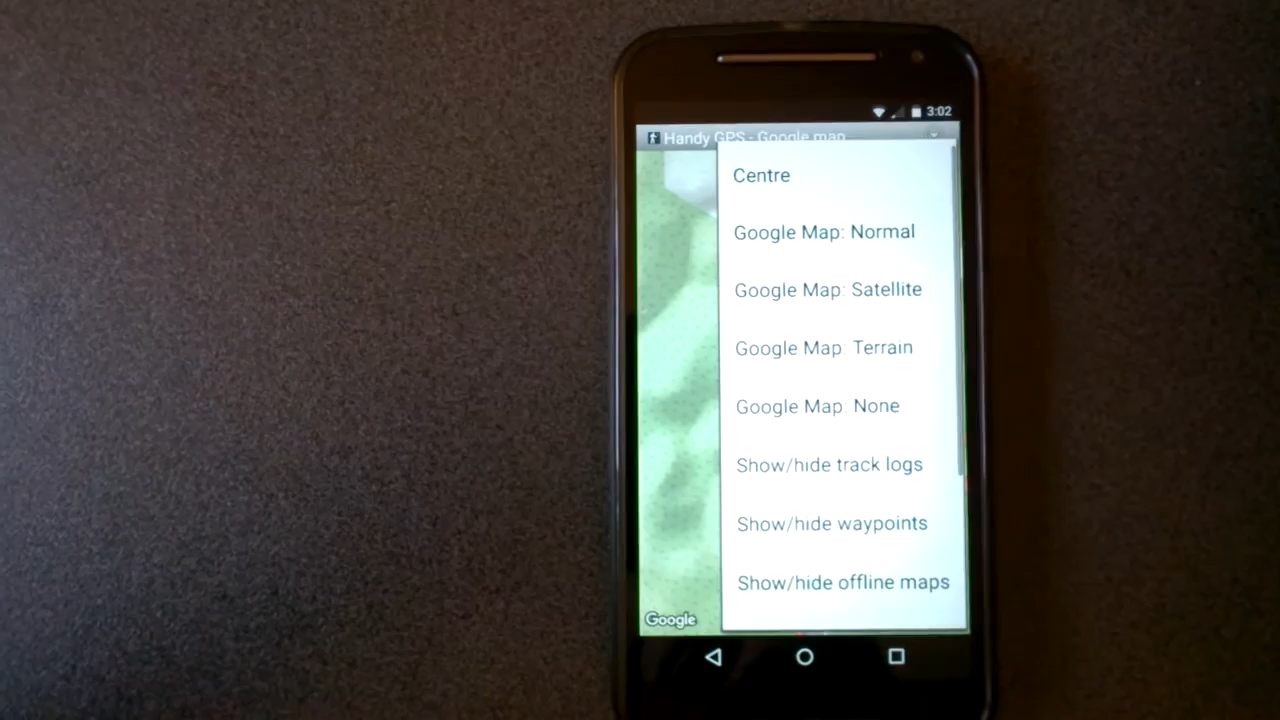 3:02
Handy GPS - Google map
Centre
Google Map: Normal
Google Map: Satellite
Google Map: Terrain
Google Map: None
Show/hide track logs
Show/hide waypoints
Show/hide offline maps
Google